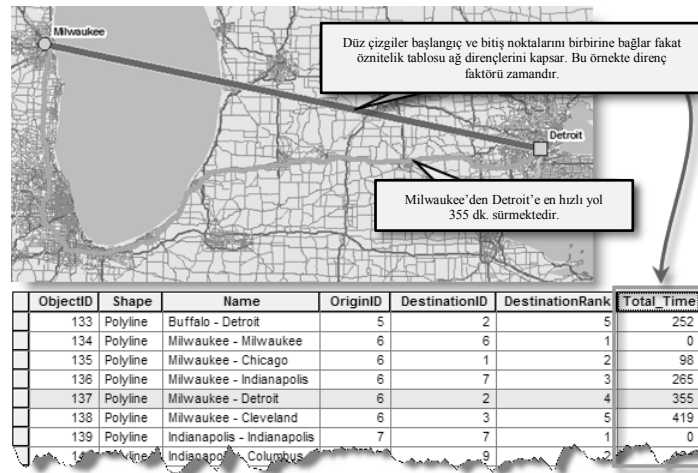 Milwaukee
Düz çizgiler başlangıç ve bitiş noktalarını birbirine bağlar fakat
öznitelik tablosu ağ dirençlerini kapsar. Bu örnekte direnç
faktörü zamandır.
Detroit
Milwaukee'den Detroit'e en hızlı yol
355 dk. sürmektedir.
ObjectID Shape Name OriginID DestinationID DestinationRank Total_Time
133 Polyline Buffalo - Detroit 5 2 5 252
134 Polyline Milwaukee - Milwaukee 6 6 1 0
135 Polyline Milwaukee - Chicago 6 1 2 98
136 Polyline Milwaukee - Indianapolis 6 7 3 265
137 Polyline Milwaukee - Detroit 6 2 4 355
138 Polyline Milwaukee - Cleveland 6 3 5 419
139 Polyline Indianapolis - Indianapolis 7 7 1 0
Indianapolis - Columbus 9 2